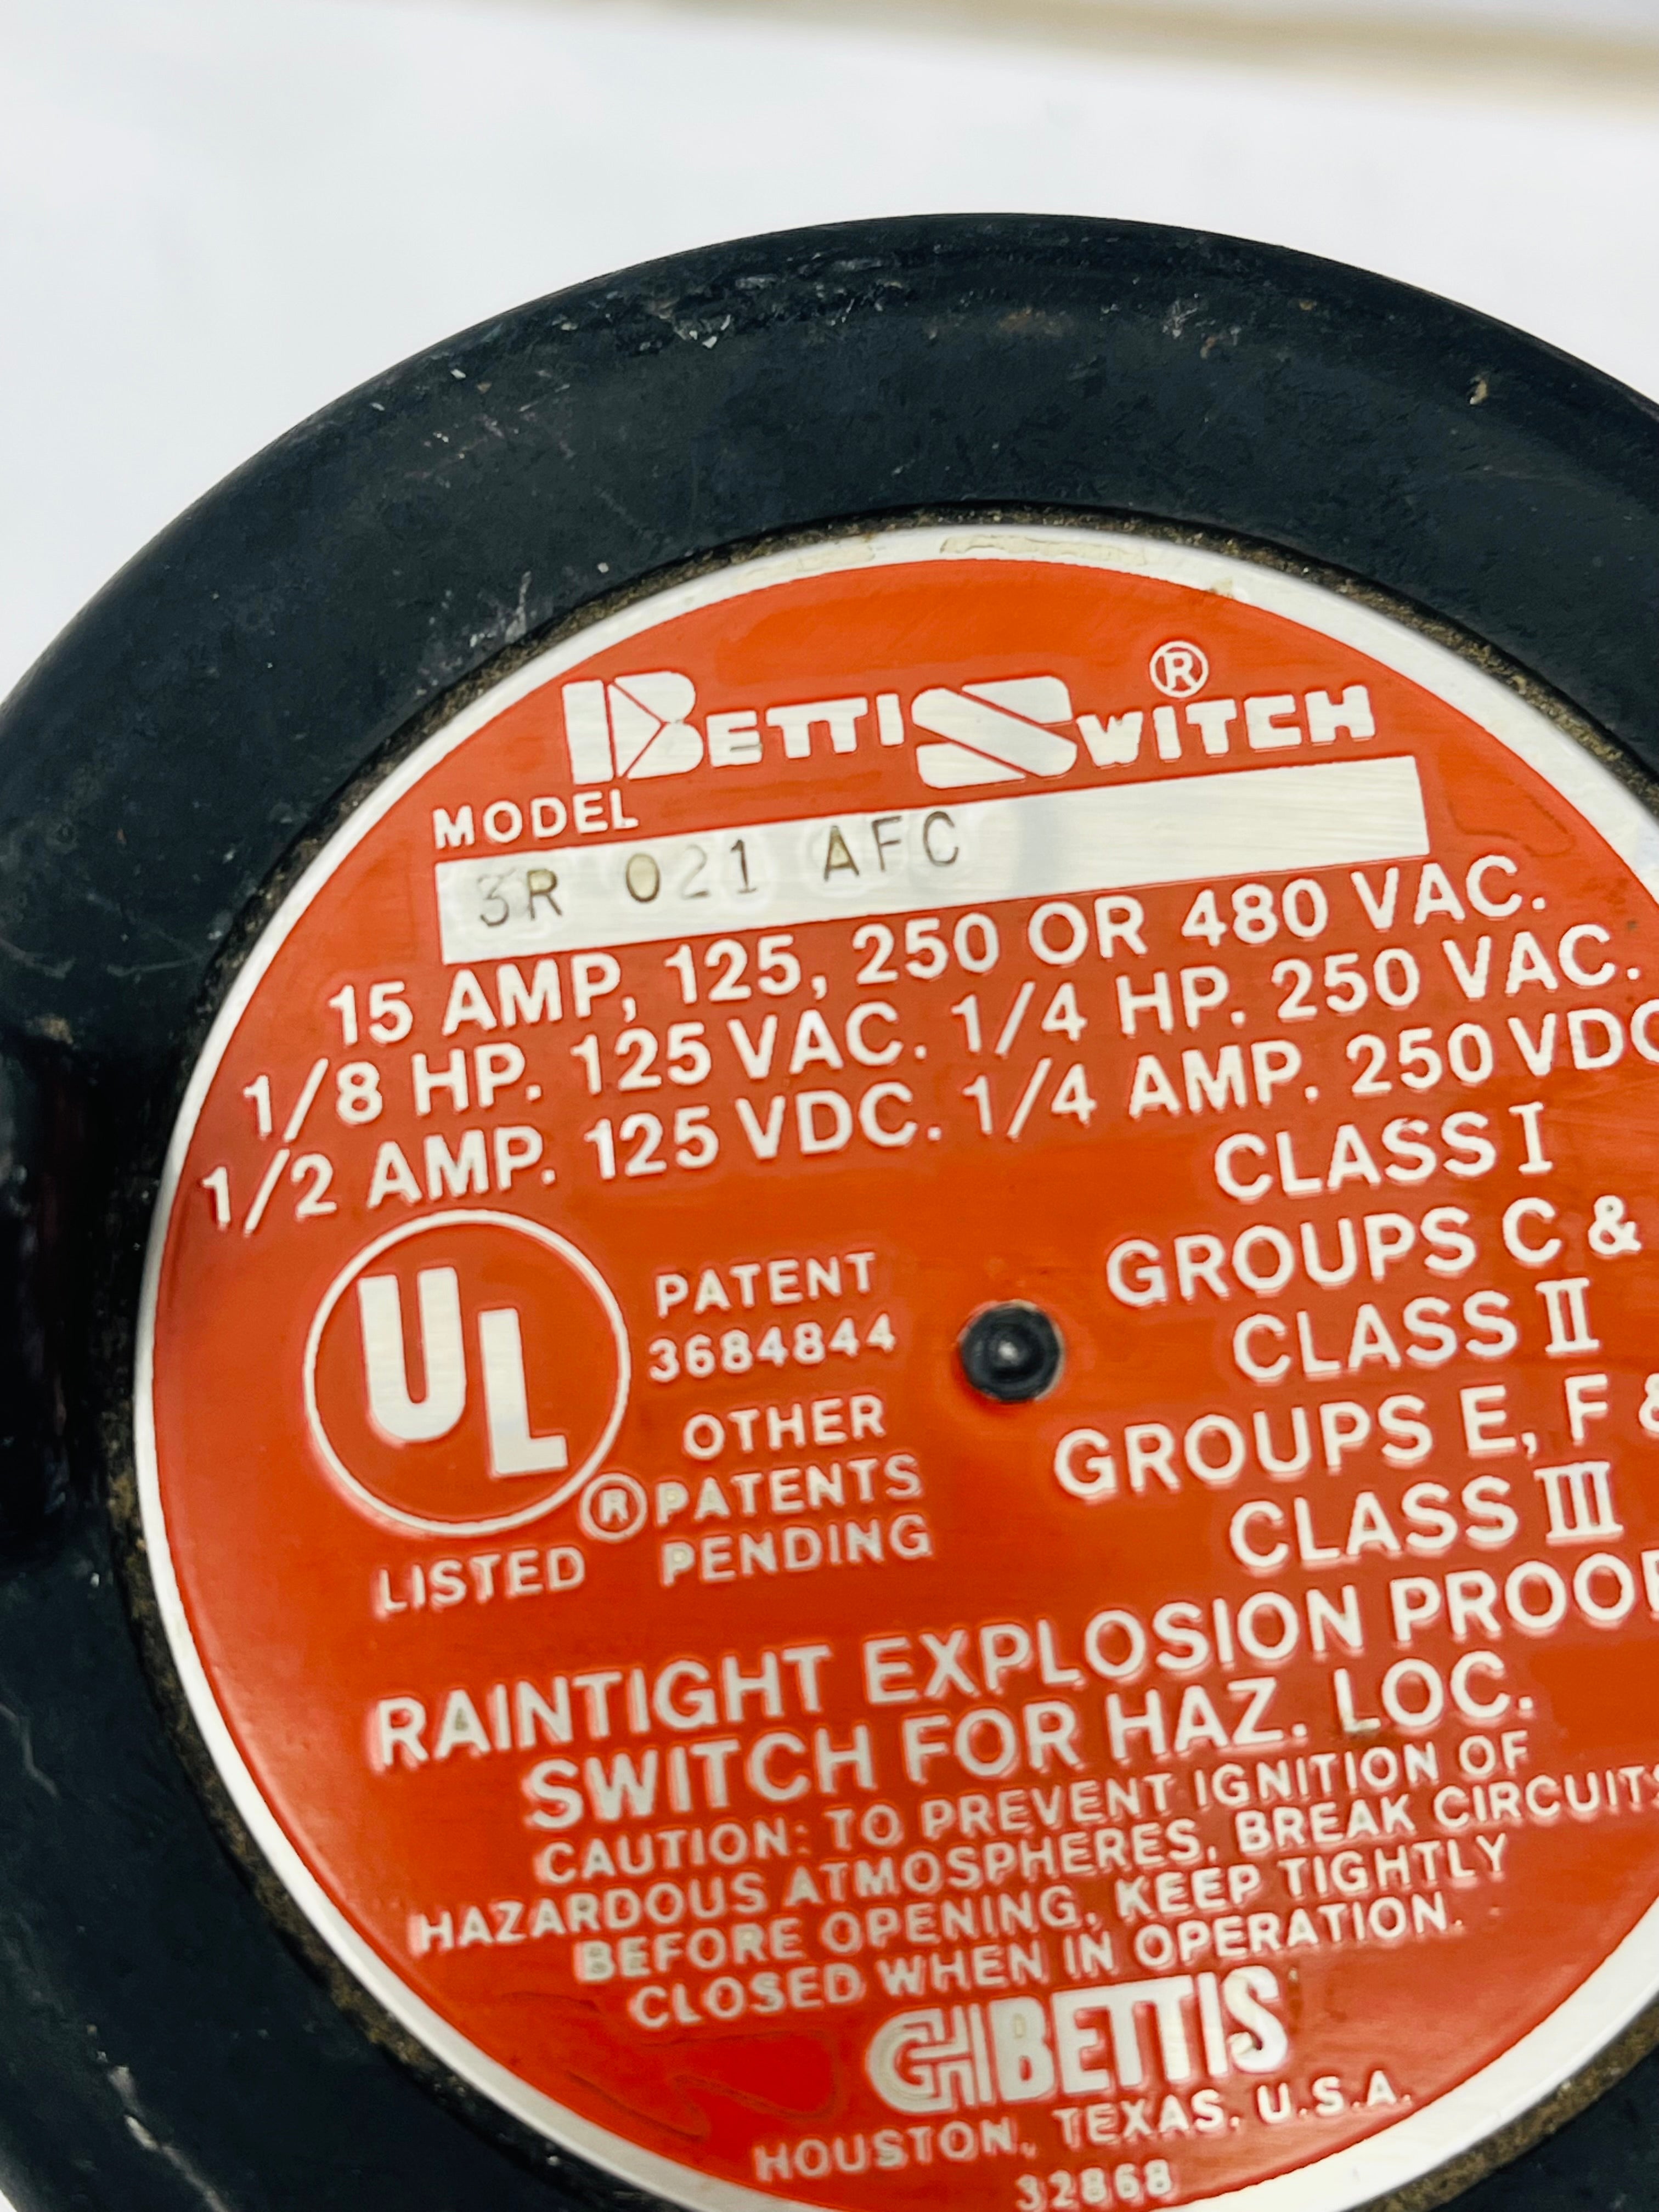 BETTISWITCH®
MODEL
3R 021 AFC
15 AMP, 125, 250 OR 480 VAC.
1/8 HP. 125 VAC. 1/4 HP. 250 VAC.
1/2 AMP. 125 VDC. 1/4 AMP. 250 VDC
CLASS I
GROUPS C &
CLASS II
GROUPS E, F &
CLASS III
UL
®
LISTED
PATENT
3684844
OTHER
PATENTS
PENDING
RAINTIGHT EXPLOSION PROOF
SWITCH FOR HAZ. LOC.
CAUTION: TO PREVENT IGNITION OF
HAZARDOUS ATMOSPHERES, BREAK CIRCUITS
BEFORE OPENING, KEEP TIGHTLY
CLOSED WHEN IN OPERATION.
GH BETTIS
HOUSTON, TEXAS, U.S.A.
32868